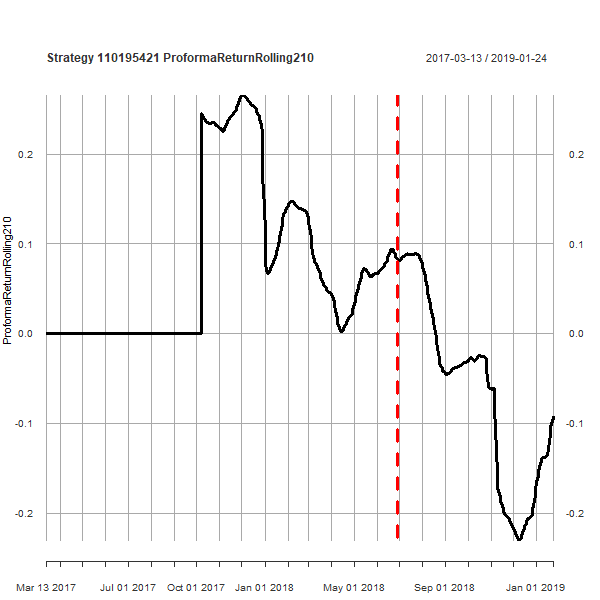 Strategy 110195421 ProformaReturnRolling210
2017-03-13 / 2019-01-24
ProformaReturnRolling210
0.2 0.2
0.1 0.1
0.0 0.0
-0.1 -0.1
-0.2 -0.2
Mar 13 2017 Jul 01 2017 Oct 01 2017 Jan 01 2018 May 01 2018 Sep 01 2018 Jan 01 2019